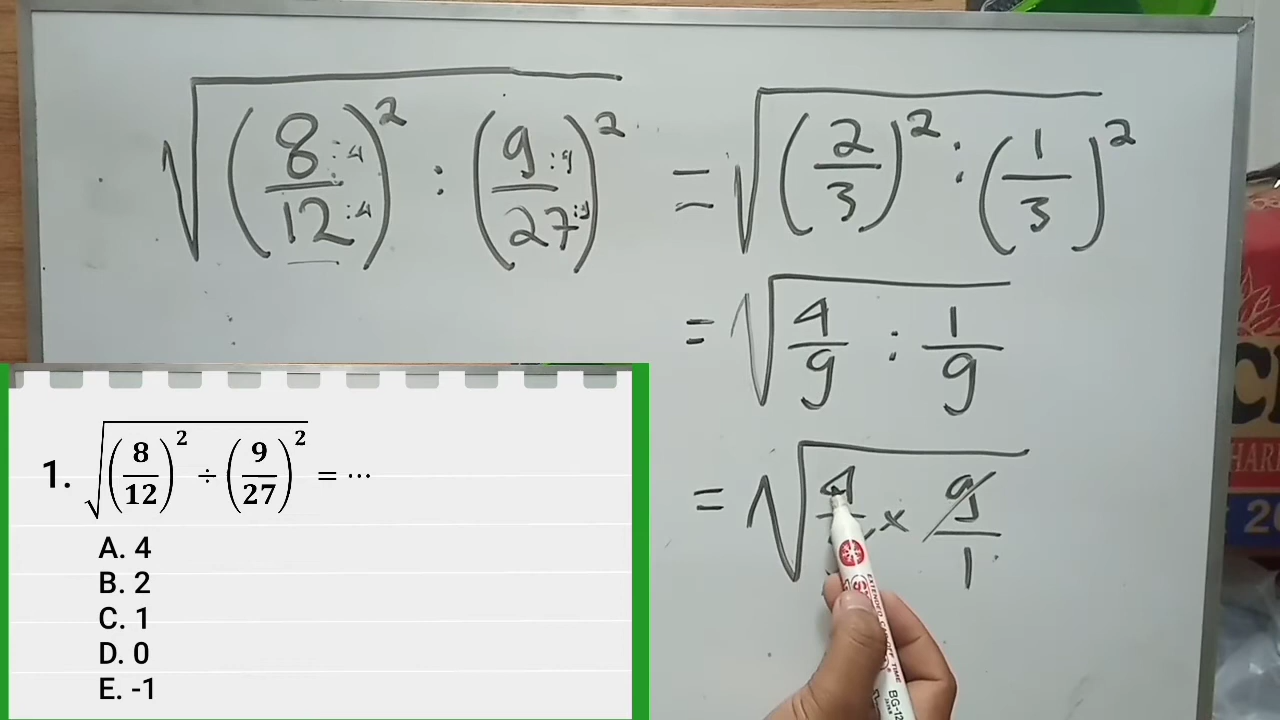 √(8:4/12:4)² : (9:9/27:9)² = √(2/3)² : (1/3)²
= √4/9 : 1/9
= √4/ × 9/1
1. √(8/12)² ÷ (9/27)² = ⋯
A. 4
B. 2
C. 1
D. 0
E. -1